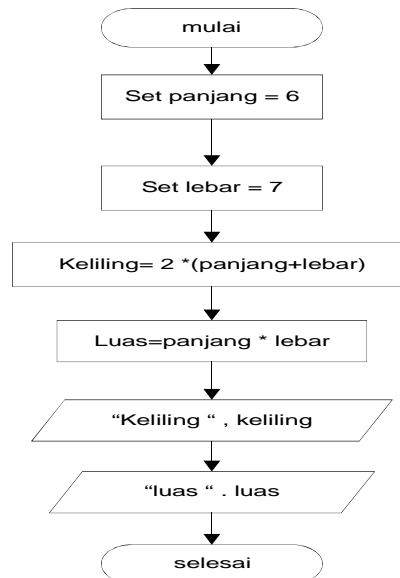 mulai
Set panjang = 6
Set lebar = 7
Keliling= 2 *(panjang+lebar)
Luas=panjang * lebar
“Keliling “ , keliling
“luas “ . luas
selesai